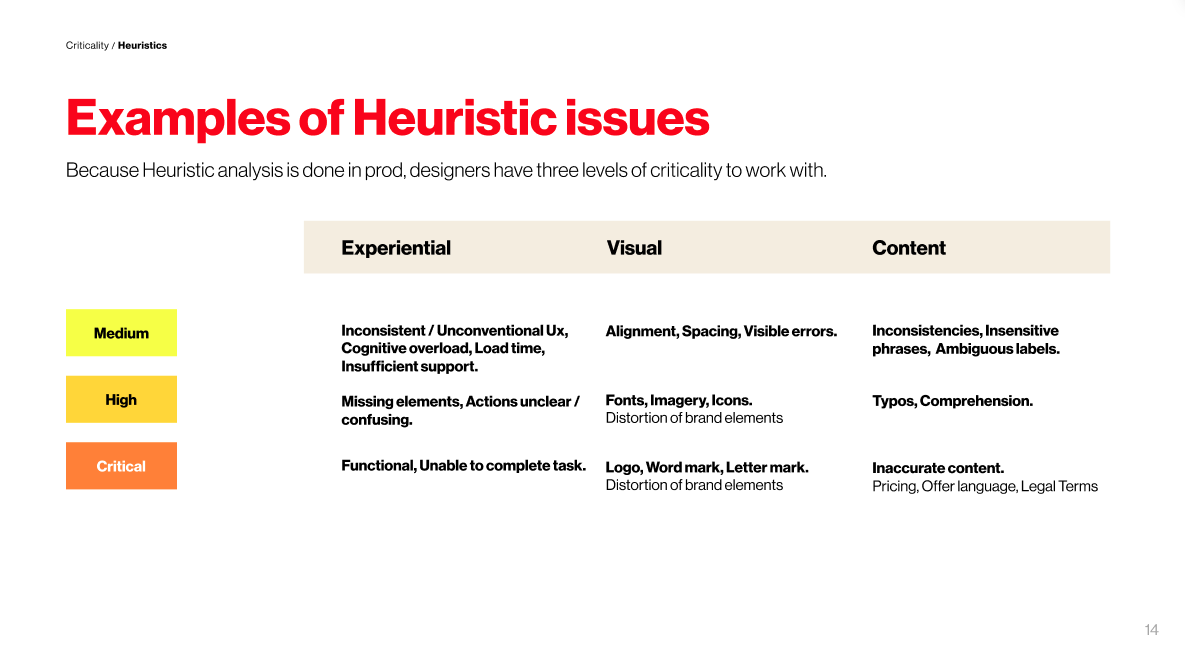 Criticality / Heuristics
Examples of Heuristic issues
Because Heuristic analysis is done in prod, designers have three levels of criticality to work with.
Experiential
Visual
Content
Medium
Inconsistent / Unconventional Ux,
Cognitive overload, Load time,
Insufficient support.
Alignment, Spacing, Visible errors.
Inconsistencies, Insensitive
phrases, Ambiguous labels.
High
Missing elements, Actions unclear /
confusing.
Fonts, Imagery, Icons.
Distortion of brand elements
Typos, Comprehension.
Critical
Functional, Unable to complete task.
Logo, Word mark, Letter mark.
Distortion of brand elements
Inaccurate content.
Pricing, Offer language, Legal Terms
14